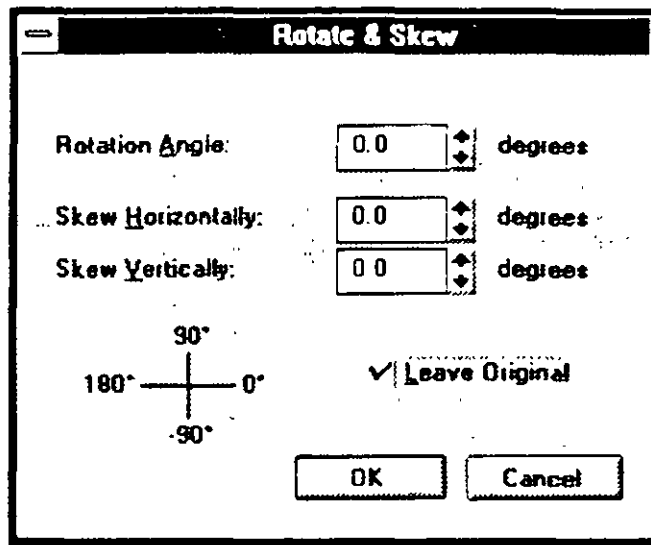 Rotate & Skew
Rotation Angle: 0.0 degrees
Skew Horizontally: 0.0 degrees
Skew Vertically: 0 0 degrees
90°
180° 0°
-90°
Leave Original
OK Cancel